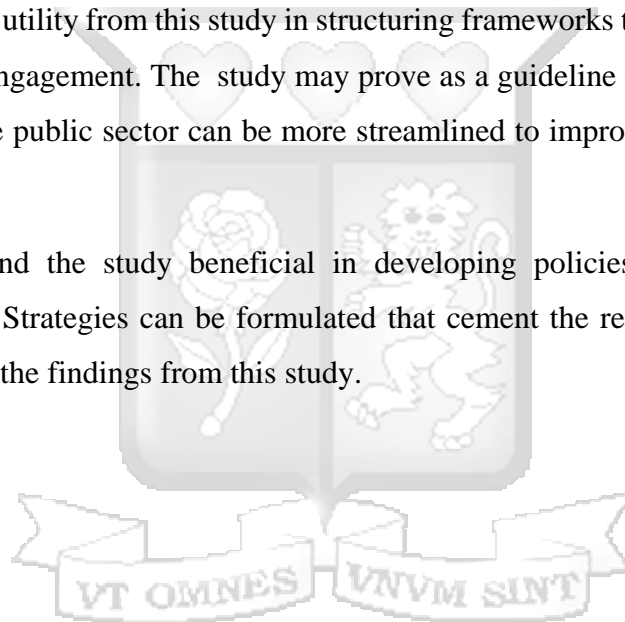 utility from this study in structuring frameworks t
ngagement. The study may prove as a guideline
e public sector can be more streamlined to impro
nd the study beneficial in developing policies
Strategies can be formulated that cement the re
the findings from this study.
VT OMNES VNVM SINT